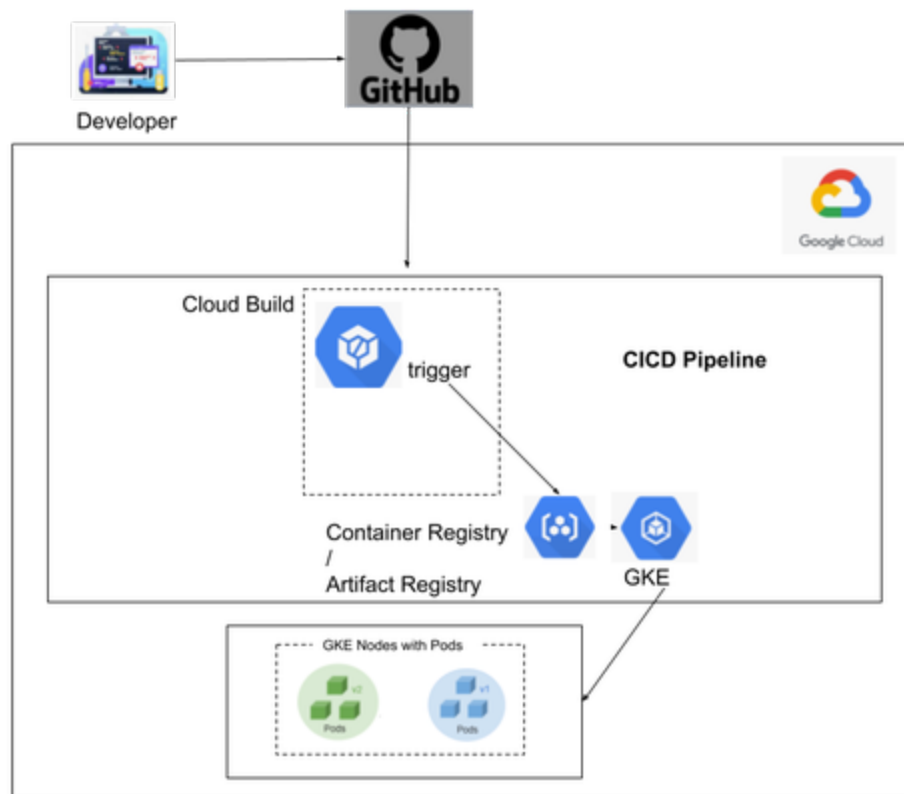 GitHub
Developer
Google Cloud
Cloud Build
trigger
CICD Pipeline
Container Registry
/
Artifact Registry
GKE
GKE Nodes with Pods
v2
Pods
v1
Pods